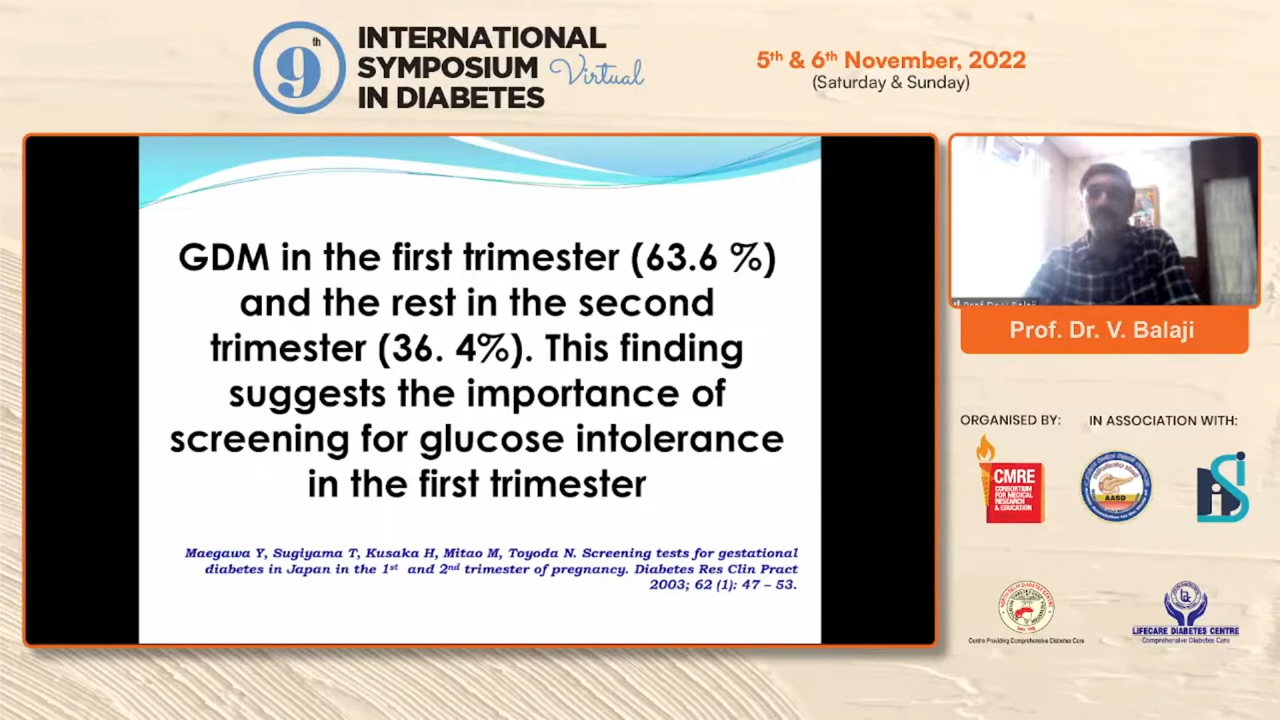 9th
INTERNATIONAL
SYMPOSIUM Virtual
IN DIABETES
5th & 6th November, 2022
(Saturday & Sunday)
GDM in the first trimester (63.6 %)
and the rest in the second
trimester (36. 4%). This finding
suggests the importance of
screening for glucose intolerance
in the first trimester
Maegawa Y, Sugiyama T, Kusaka H, Mitao M, Toyoda N. Screening tests for gestational
diabetes in Japan in the 1st and 2nd trimester of pregnancy. Diabetes Res Clin Pract
2003; 62 (1): 47 – 53.
Prof. Dr. V. Balaji
ORGANISED BY:
IN ASSOCIATION WITH:
CMRE
CONSORTIUM
FOR MEDICAL
RESEARCH
& EDUCATION
AASD
Centre Providing Comprehensive Diabetes Care
LIFECARE DIABETES CENTRE
Comprehensive Diabetes Care